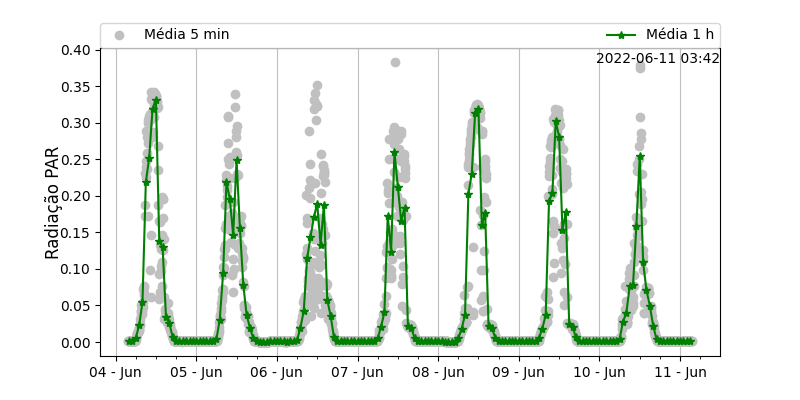 Média 5 min
Média 1 h
2022-06-11 03:42
Radiação PAR
0.40
0.35
0.30
0.25
0.20
0.15
0.10
0.05
0.00
04 - Jun
05 - Jun
06 - Jun
07 - Jun
08 - Jun
09 - Jun
10 - Jun
11 - Jun